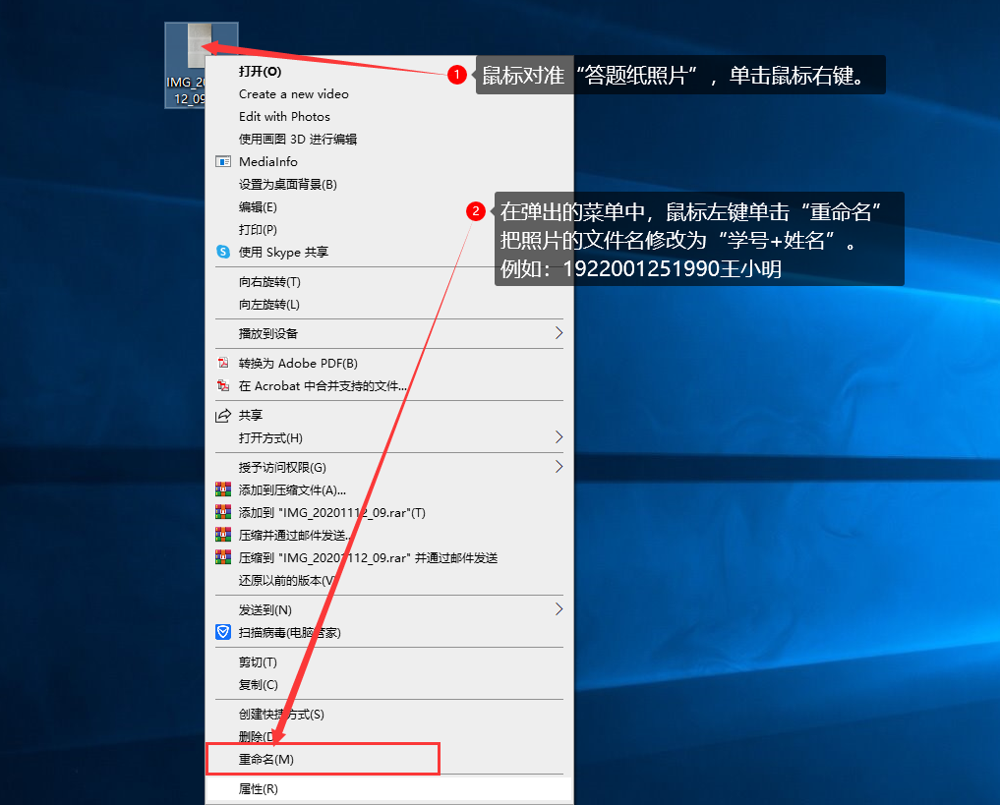 IMG_20
12_09
1
鼠标对准“答题纸照片”，单击鼠标右键。
打开(O)
Create a new video
Edit with Photos
使用画图 3D 进行编辑
MediaInfo
设置为桌面背景(B)
2
在弹出的菜单中，鼠标左键单击“重命名”
把照片的文件名修改为“学号+姓名”。
例如：1922001251990王小明
编辑(E)
打印(P)
使用 Skype 共享
向右旋转(T)
向左旋转(L)
播放到设备
转换为 Adobe PDF(B)
在 Acrobat 中合并支持的文件...
共享
打开方式(H)
授予访问权限(G)
添加到压缩文件(A)...
添加到 "IMG_20201112_09.rar"(T)
压缩并通过邮件发送...
压缩到 "IMG_20201112_09.rar" 并通过邮件发送
还原以前的版本(V)
发送到(N)
扫描病毒(电脑管家)
剪切(T)
复制(C)
创建快捷方式(S)
删除(D)
重命名(M)
属性(R)